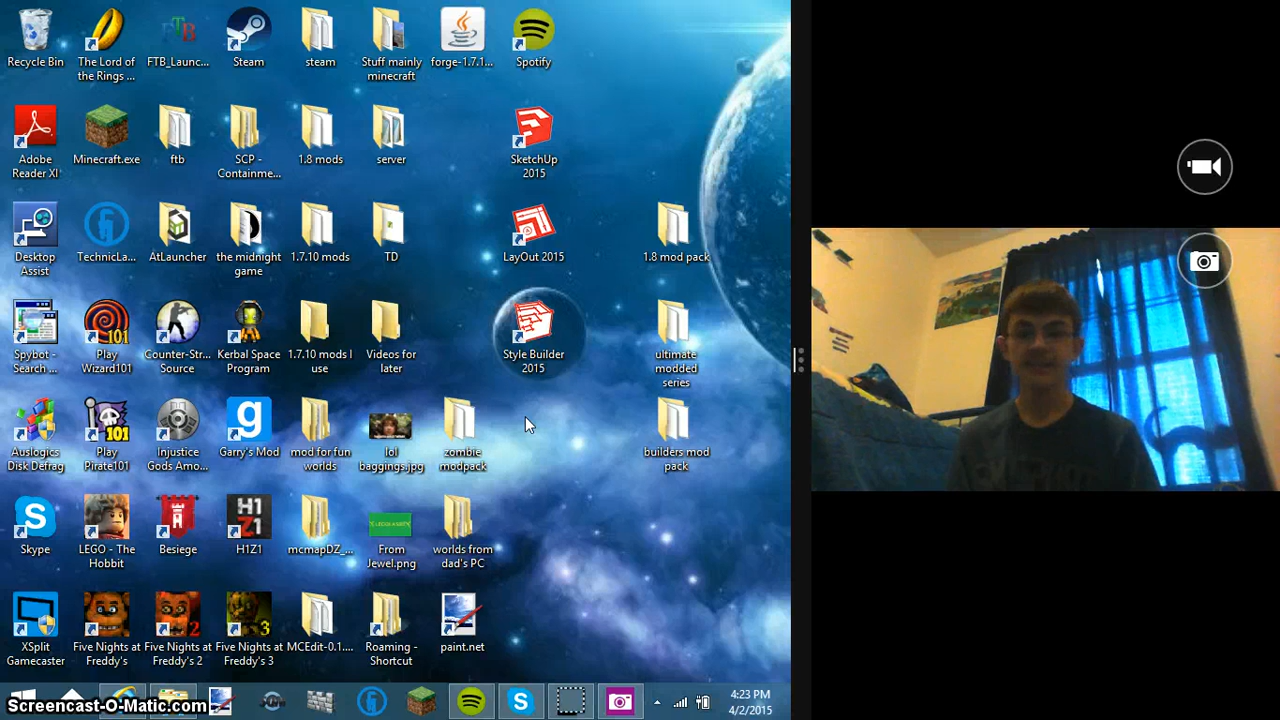 Recycle Bin
The Lord of the Rings ...
FTB_Launc...
Steam
steam
Stuff mainly minecraft
forge-1.7.1...
Spotify
Adobe Reader XI
Minecraft.exe
ftb
SCP - Containme...
1.8 mods
server
SketchUp 2015
Desktop Assist
TechnicLa...
ATLauncher
the midnight game
1.7.10 mods
TD
LayOut 2015
1.8 mod pack
Spybot - Search ...
Play Wizard101
Counter-Str... Source
Kerbal Space Program
1.7.10 mods I use
Videos for later
Style Builder 2015
ultimate modded series
Auslogics Disk Defrag
Play Pirate101
Injustice Gods Amo...
Garry's Mod
mod for fun worlds
lol baggings.jpg
zombie modpack
builders mod pack
Skype
LEGO - The Hobbit
Besiege
H1Z1
mcmapDZ_...
From Jewel.png
worlds from dad's PC
XSplit Gamecaster
Five Nights at Freddy's
Five Nights at Freddy's 2
Five Nights at Freddy's 3
MCEdit-0.1....
Roaming - Shortcut
paint.net
Screencast-O-Matic.com
4:23 PM
4/2/2015